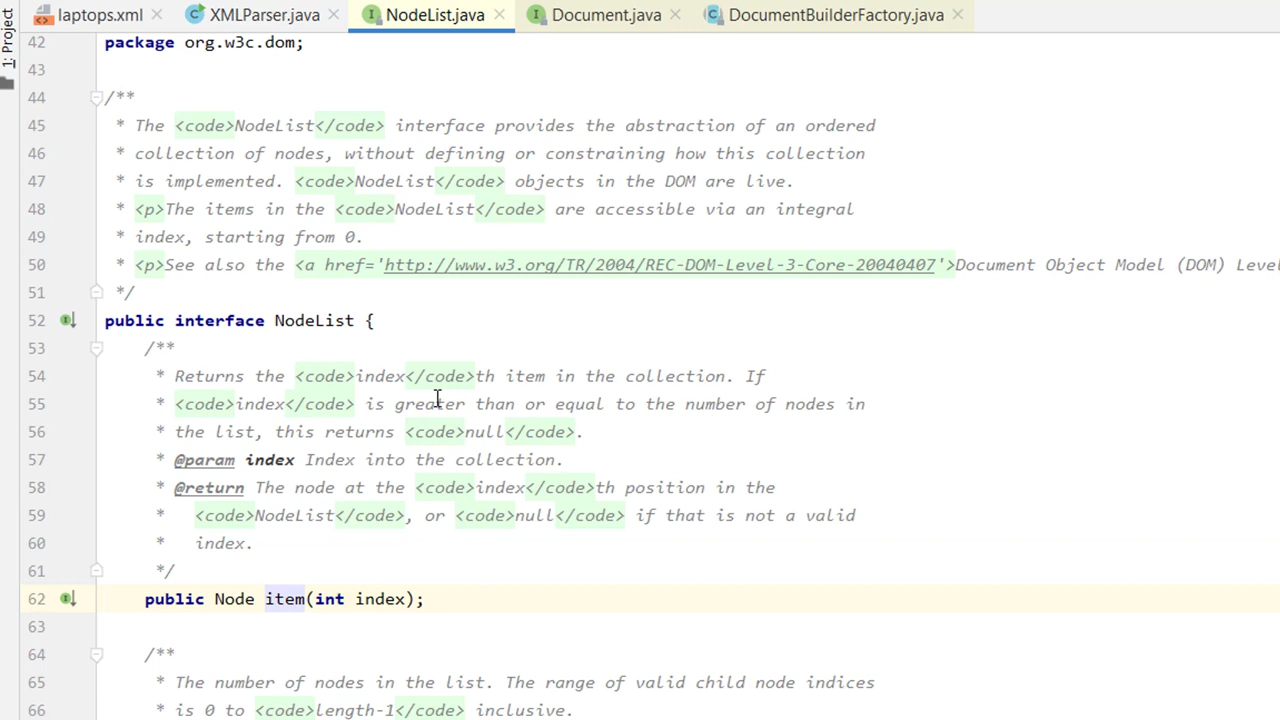 laptops.xml XMLParser.java NodeList.java Document.java DocumentBuilderFactory.java
1: Project
42 package org.w3c.dom;
43
44 /**
45 * The <code>NodeList</code> interface provides the abstraction of an ordered
46 * collection of nodes, without defining or constraining how this collection
47 * is implemented. <code>NodeList</code> objects in the DOM are live.
48 * <p>The items in the <code>NodeList</code> are accessible via an integral
49 * index, starting from 0.
50 * <p>See also the <a href='http://www.w3.org/TR/2004/REC-DOM-Level-3-Core-20040407'>Document Object Model (DOM) Level
51 */
52 public interface NodeList {
53 /**
54 * Returns the <code>index</code>th item in the collection. If
55 * <code>index</code> is greater than or equal to the number of nodes in
56 * the list, this returns <code>null</code>.
57 * @param index Index into the collection.
58 * @return The node at the <code>index</code>th position in the
59 * <code>NodeList</code>, or <code>null</code> if that is not a valid
60 * index.
61 */
62 public Node item(int index);
63
64 /**
65 * The number of nodes in the list. The range of valid child node indices
66 * is 0 to <code>length-1</code> inclusive.